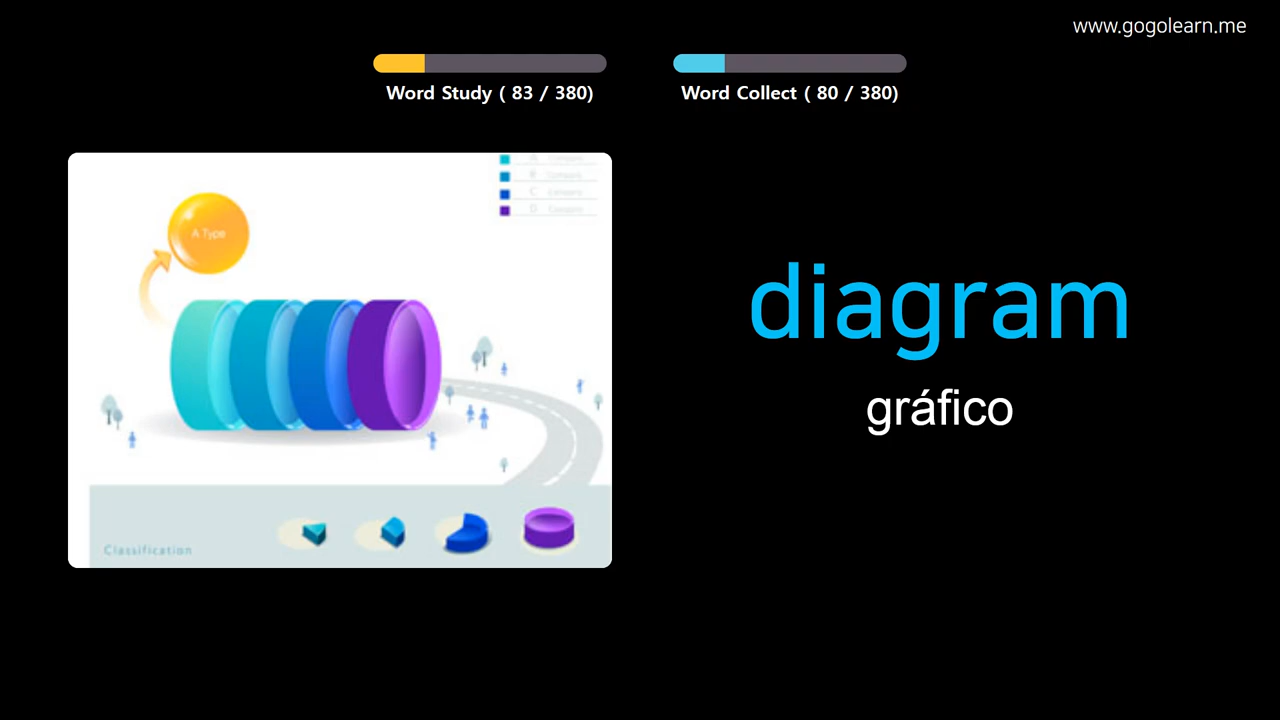 www.gogolearn.me
Word Study ( 83 / 380)
Word Collect ( 80 / 380)
A Type
diagram
gráfico
Classification